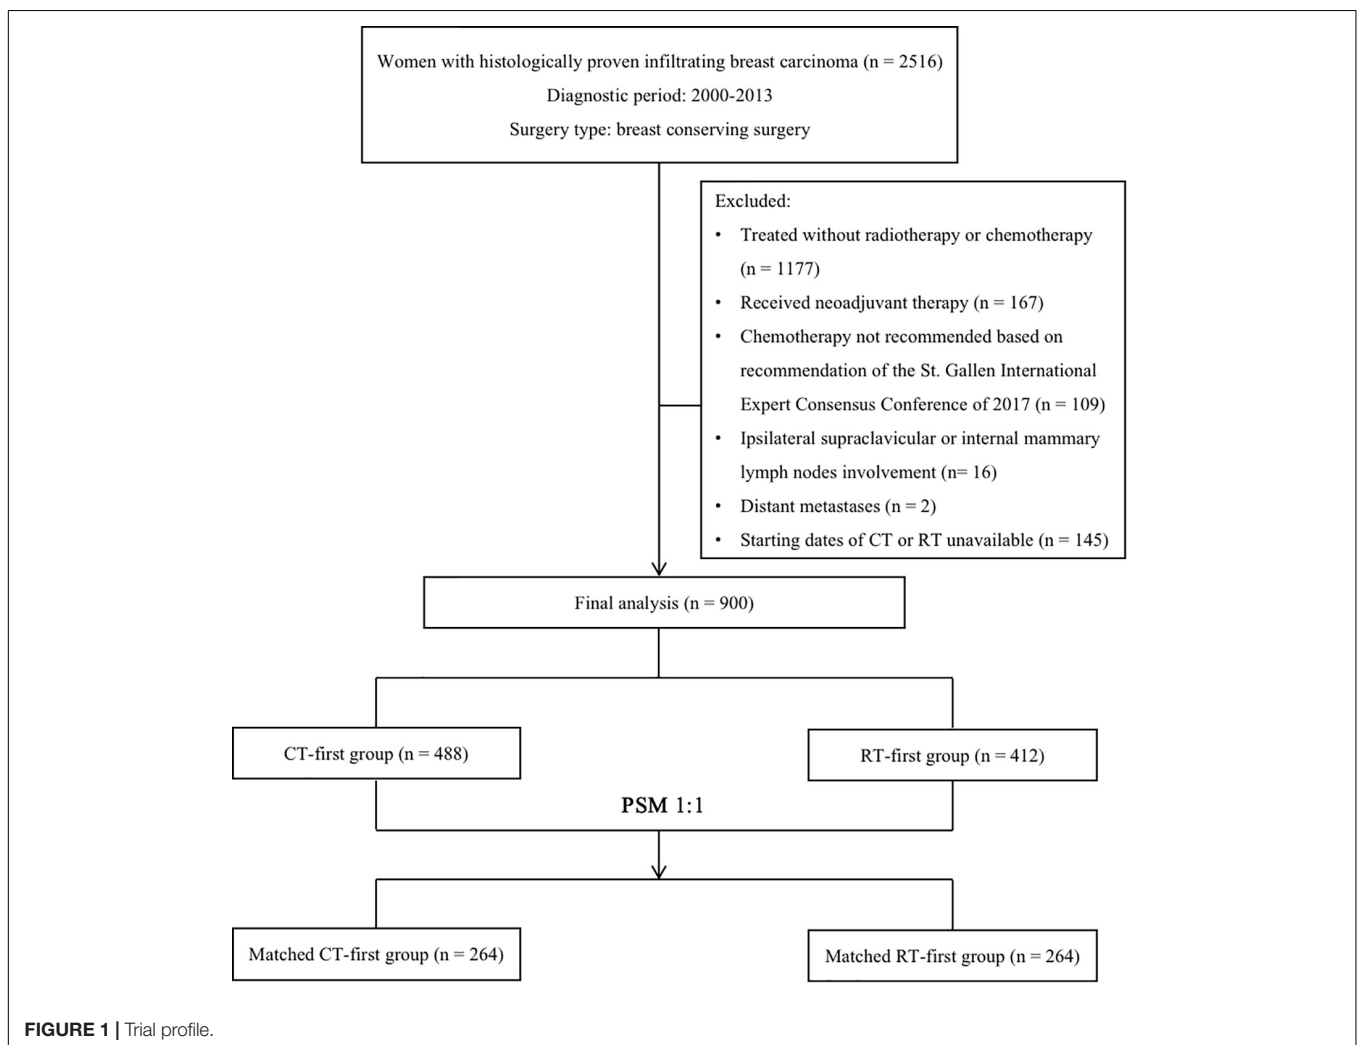 Women with histologically proven infiltrating breast carcinoma (n = 2516)
Diagnostic period: 2000-2013
Surgery type: breast conserving surgery
Excluded:
• Treated without radiotherapy or chemotherapy
(n = 1177)
• Received neoadjuvant therapy (n = 167)
• Chemotherapy not recommended based on
recommendation of the St. Gallen International
Expert Consensus Conference of 2017 (n = 109)
• Ipsilateral supraclavicular or internal mammary
lymph nodes involvement (n= 16)
• Distant metastases (n = 2)
• Starting dates of CT or RT unavailable (n = 145)
Final analysis (n = 900)
CT-first group (n = 488)
RT-first group (n = 412)
PSM 1:1
Matched CT-first group (n = 264)
Matched RT-first group (n = 264)
FIGURE 1 | Trial profile.